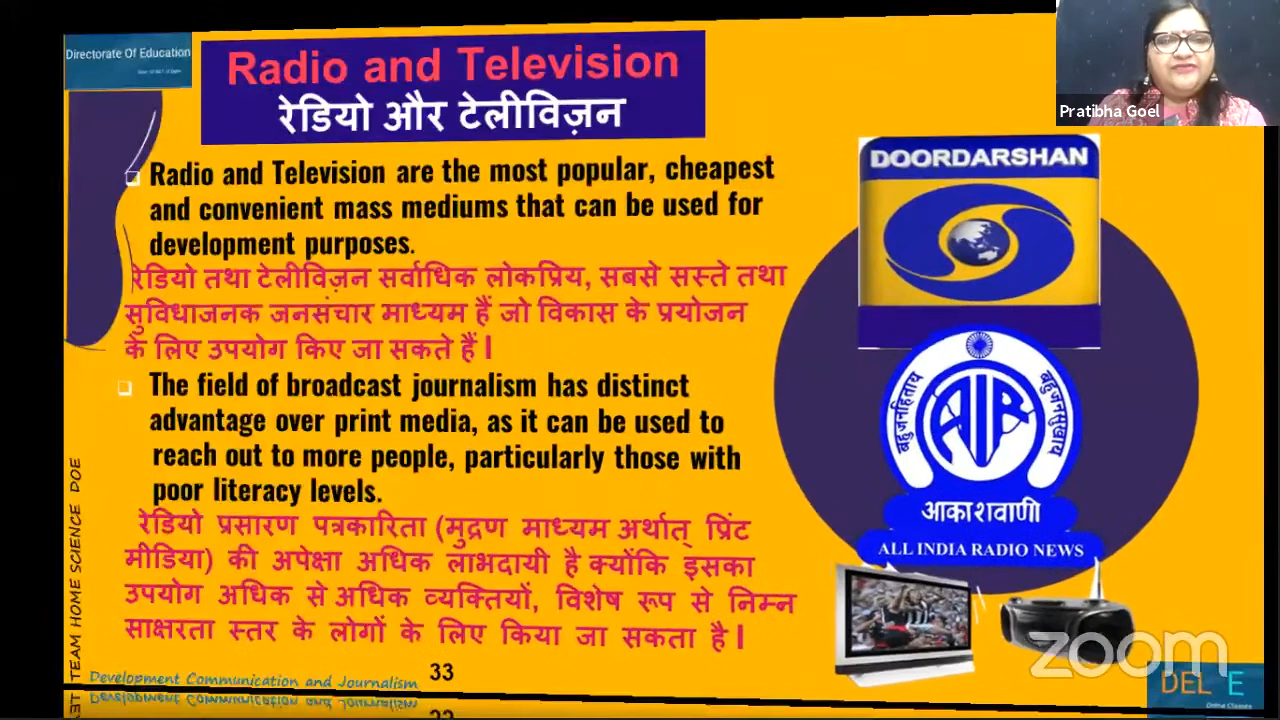 Directorate Of Education
Radio and Television
रेडियो और टेलीविज़न
Pratibha Goel
Radio and Television are the most popular, cheapest
and convenient mass mediums that can be used for
development purposes.
रेडियो तथा टेलीविज़न सर्वाधिक लोकप्रिय, सबसे सस्ते तथा
सुविधाजनक जनसंचार माध्यम हैं जो विकास के प्रयोजन
के लिए उपयोग किए जा सकते हैं I
The field of broadcast journalism has distinct
advantage over print media, as it can be used to
reach out to more people, particularly those with
poor literacy levels.
रेडियो प्रसारण पत्रकारिता (मुद्रण माध्यम अर्थात् प्रिंट
मीडिया) की अपेक्षा अधिक लाभदायी है क्योंकि इसका
उपयोग अधिक से अधिक व्यक्तियों, विशेष रूप से निम्न
साक्षरता स्तर के लोगों के लिए किया जा सकता है I
DOORDARSHAN
बहुजनहिताय
बहुजनसुखाय
AIR
आकाशवाणी
ALL INDIA RADIO NEWS
TEAM HOME SCIENCE DOE
Development Communication and Journalism
33
zoom
DEL E
Online Classes